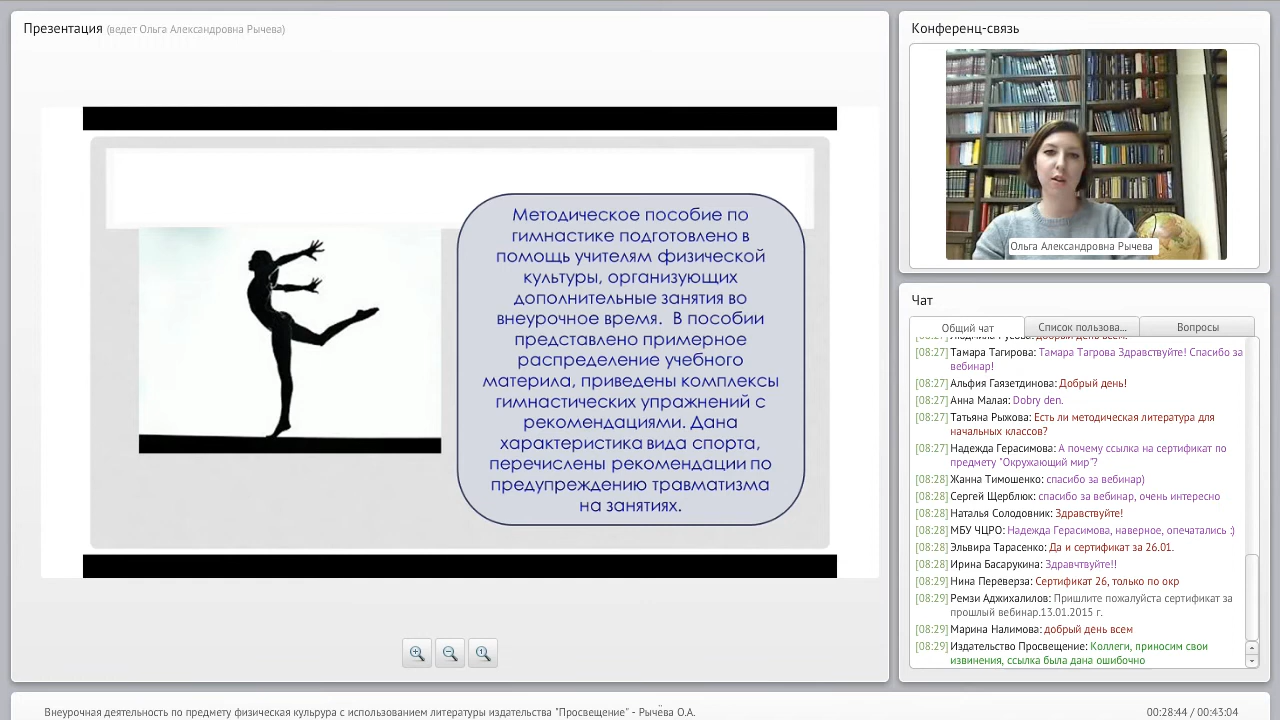 Презентация (ведет Ольга Александровна Рычева)
Методическое пособие по
гимнастике подготовлено в
помощь учителям физической
культуры, организующих
дополнительные занятия во
внеурочное время. В пособии
представлено примерное
распределение учебного
материла, приведены комплексы
гимнастических упражнений с
рекомендациями. Дана
характеристика вида спорта,
перечислены рекомендации по
предупреждению травматизма
на занятиях.
Конференц-связь
Ольга Александровна Рычева
Чат
Общий чат
Список пользова...
Вопросы
[08:27] Тамара Тагирова: Тамара Тагрова Здравствуйте! Спасибо за
вебинар!
[08:27] Альфия Гаязетдинова: Добрый день!
[08:27] Анна Малая: Dobry den.
[08:27] Татьяна Рыхова: Есть ли методическая литература для
начальных классов?
[08:27] Надежда Герасимова: А почему ссылка на сертификат по
предмету "Окружающий мир"?
[08:28] Жанна Тимошенко: спасибо за вебинар)
[08:28] Сергей Щерблюк: спасибо за вебинар, очень интересно
[08:28] Наталья Солодовник: Здравствуйте!
[08:28] МБУ ЧЦРО: Надежда Герасимова, наверное, опечатались :)
[08:28] Эльвира Тарасенко: Да и сертификат за 26.01.
[08:28] Ирина Басарукина: Здравчтвуйте!!
[08:29] Нина Переверза: Сертификат 26, только по окр
[08:29] Ремзи Аджихалилов: Пришлите пожалуйста сертификат за
прошлый вебинар.13.01.2015 г.
[08:29] Марина Налимова: добрый день всем
[08:29] Издательство Просвещение: Коллеги, приносим свои
извинения, ссылка была дана ошибочно
Внеурочная деятельность по предмету физическая кульрура с использованием литературы издательства "Просвещение" - Рычёва О.А.
00:28:44 / 00:43:04